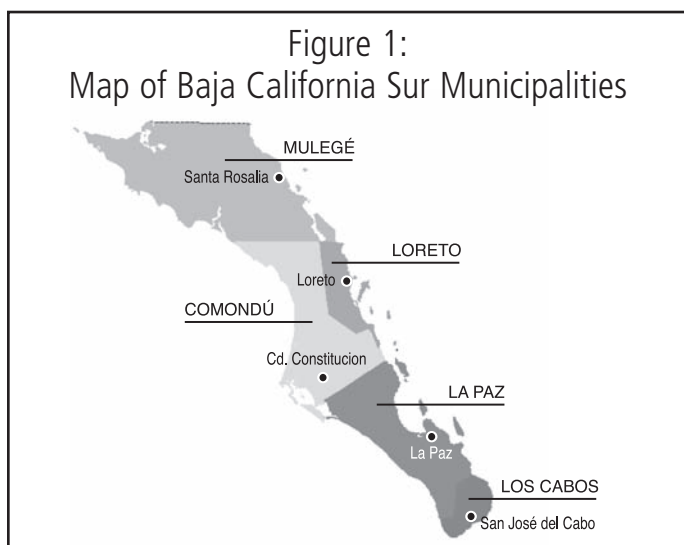 Figure 1:
Map of Baja California Sur Municipalities
MULEGÉ
Santa Rosalia
LORETO
Loreto
COMONDÚ
Cd. Constitucion
LA PAZ
La Paz
LOS CABOS
San José del Cabo